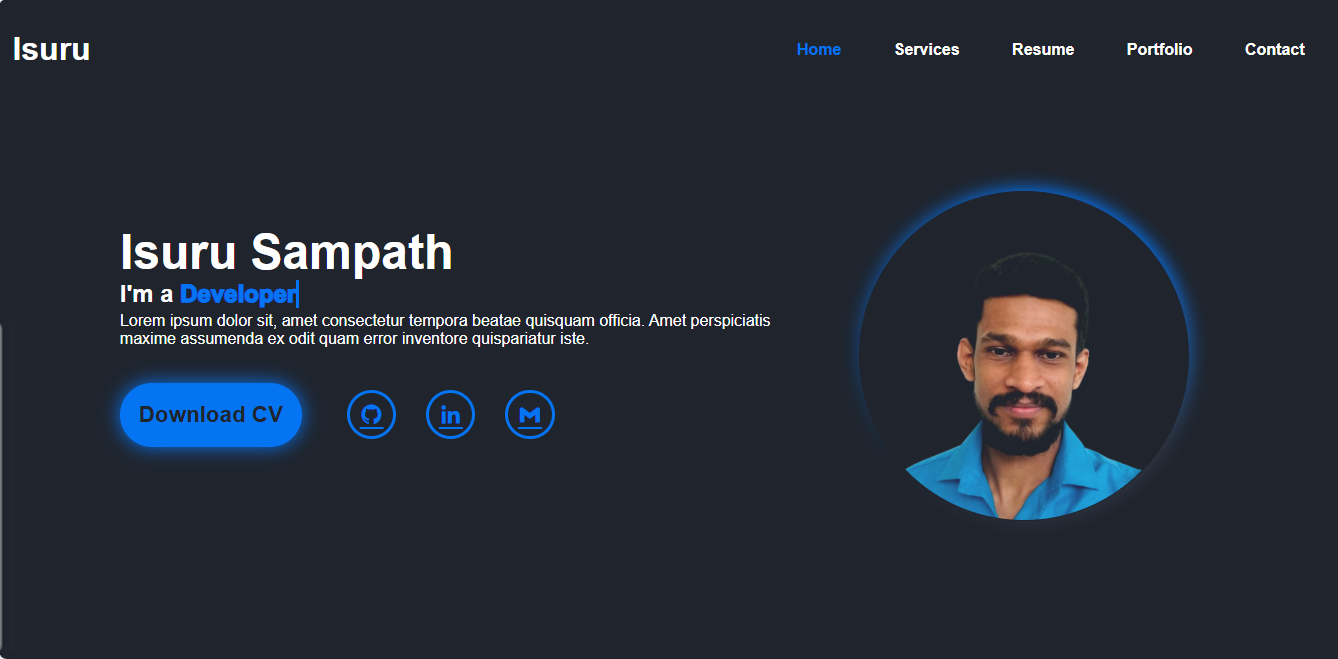 Isuru
Home Services Resume Portfolio Contact
Isuru Sampath
I'm a Developer
Lorem ipsum dolor sit, amet consectetur tempora beatae quisquam officia. Amet perspiciatis
maxime assumenda ex odit quam error inventore quispariatur iste.
Download CV
in